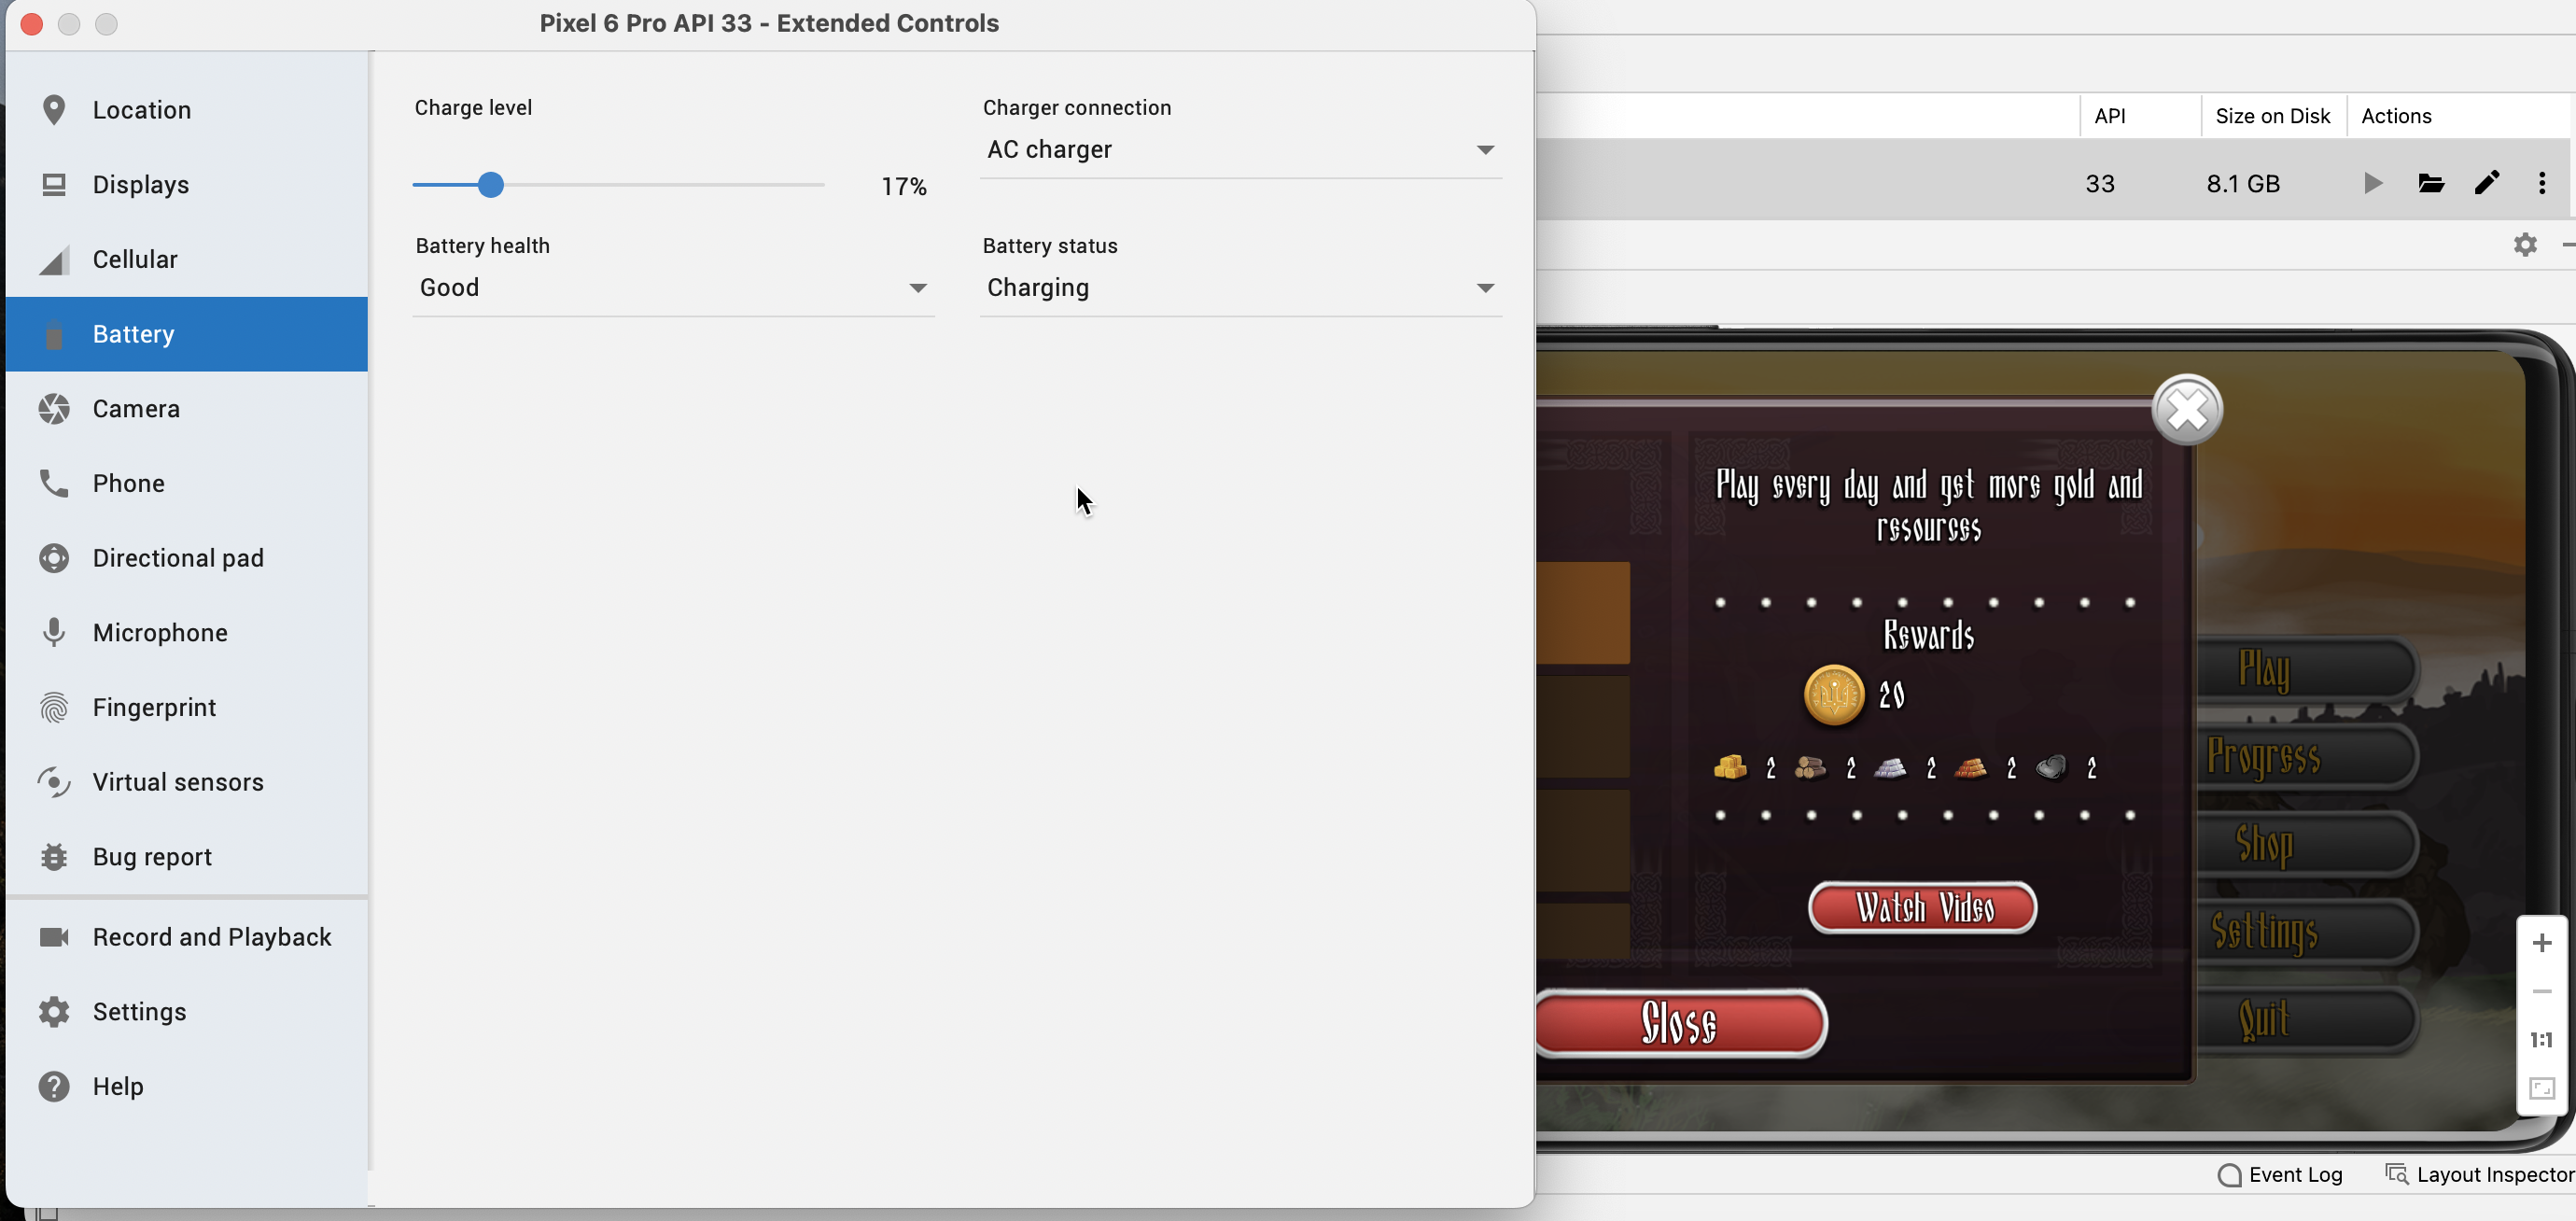 Pixel 6 Pro API 33 - Extended Controls
Location
Displays
Cellular
Battery
Camera
Phone
Directional pad
Microphone
Fingerprint
Virtual sensors
Bug report
Record and Playback
Settings
Help
Charge level
17%
Charger connection
AC charger
Battery health
Good
Battery status
Charging
API
Size on Disk
Actions
33
8.1 GB
Play every day and get more gold and
resources
Rewards
20
2 2 2 2 2
Watch Video
Close
Play
Progress
Shop
Settings
Quit
1:1
Event Log
Layout Inspector